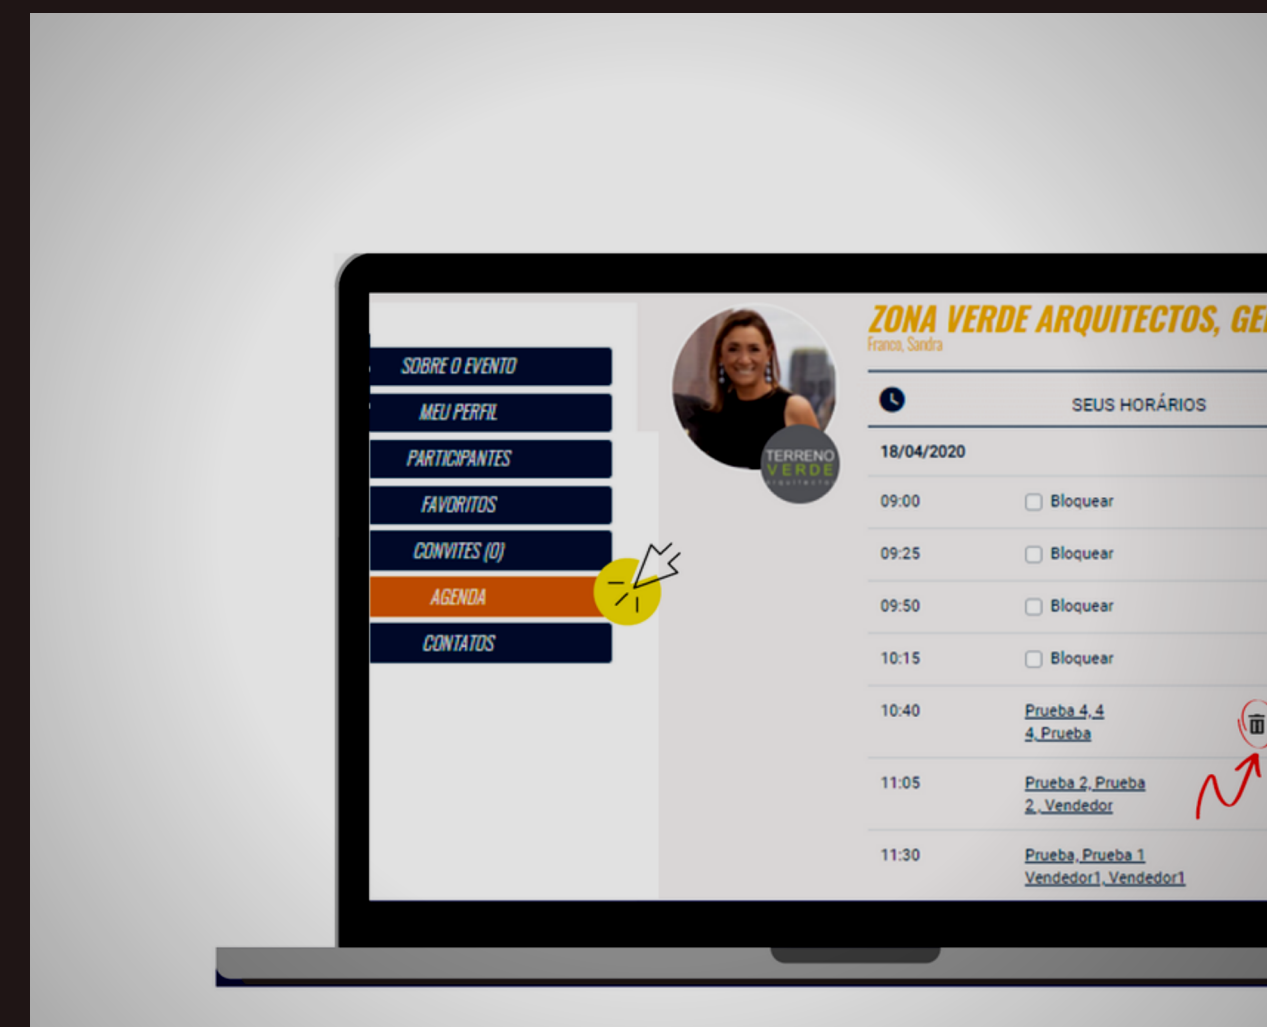 SOBRE O EVENTO
MEU PERFIL
PARTICIPANTES
FAVORITOS
CONVITES (0)
AGENDA
CONTATOS
TERRENO
VERDE
arquitectos
ZONA VERDE ARQUITECTOS, GE
Franco, Sandra
SEUS HORÁRIOS
18/04/2020
09:00 Bloquear
09:25 Bloquear
09:50 Bloquear
10:15 Bloquear
10:40 Prueba 4, 4
4, Prueba
11:05 Prueba 2, Prueba
2 , Vendedor
11:30 Prueba, Prueba 1
Vendedor1, Vendedor1